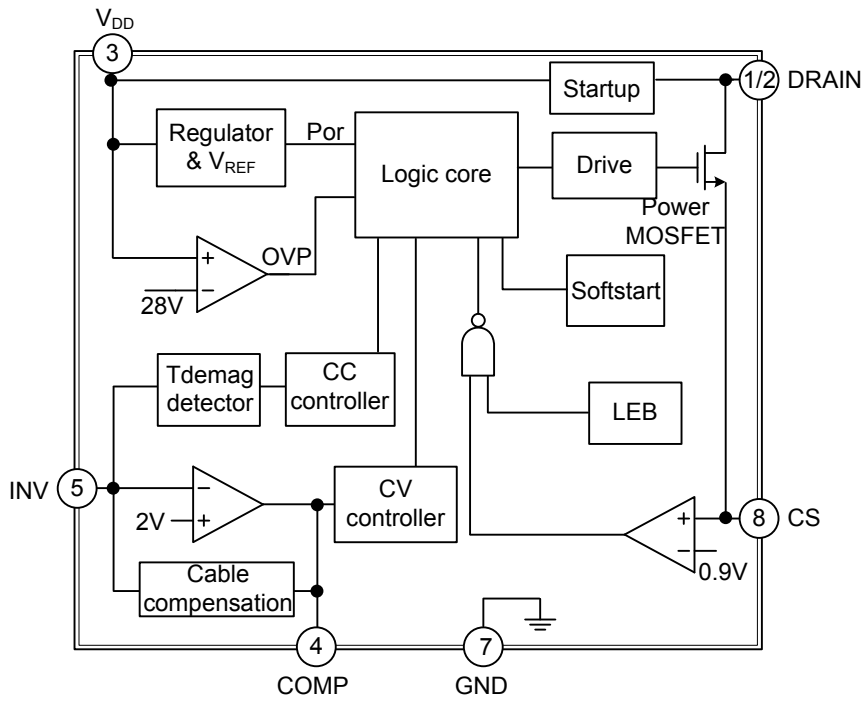 VDD
3
1/2 DRAIN
Startup
Regulator
& VREF
Por
Logic core
Drive
Power
MOSFET
+
OVP
−
28V
Softstart
Tdemag
detector
CC
controller
LEB
INV 5
−
2V +
CV
controller
+
8 CS
−
0.9V
Cable
compensation
4
7
COMP
GND